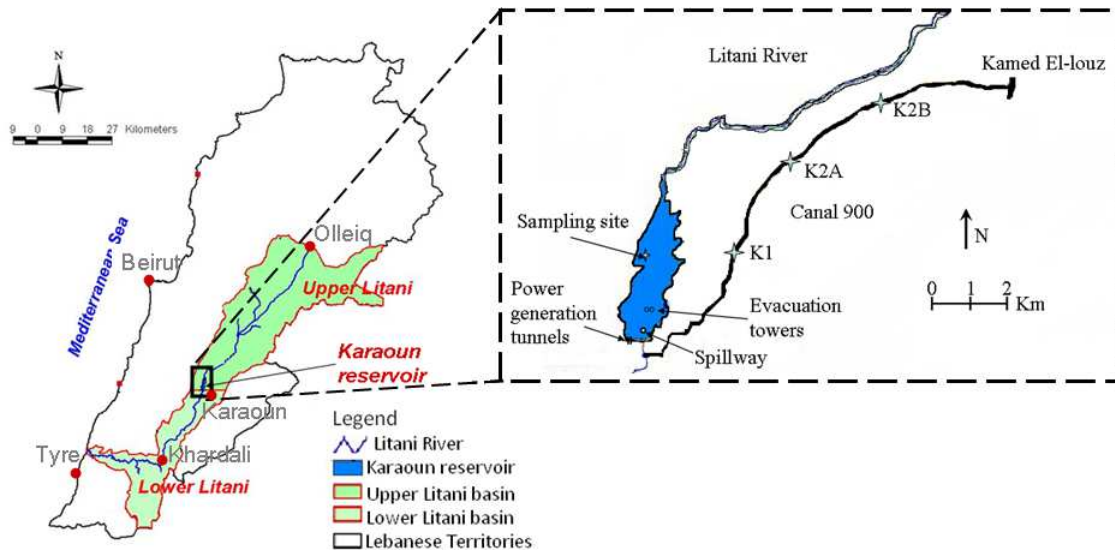 N
9 0 9 18 27 Kilometers
Mediterranean Sea
Beirut
Olleiq
Upper Litani
Karaoun
reservoir
Karaoun
Tyre
Khardali
Lower Litani
Legend
Litani River
Karaoun reservoir
Upper Litani basin
Lower Litani basin
Lebanese Territories
Litani River
Kamed El-louz
K2B
K2A
Canal 900
Sampling site
K1
N
0 1 2
Km
Power
generation
tunnels
Evacuation
towers
Spillway